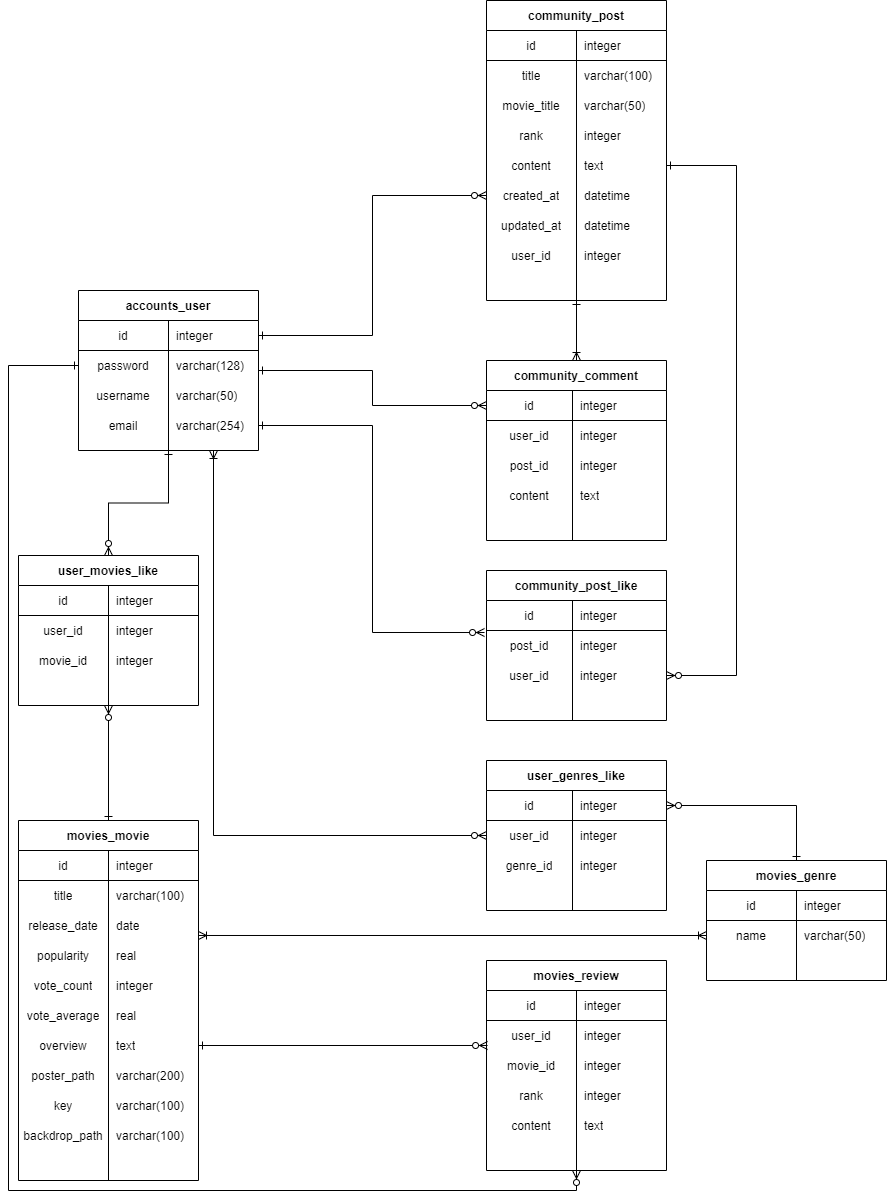 community_post
id integer
title varchar(100)
movie_title varchar(50)
rank integer
content text
created_at datetime
updated_at datetime
user_id integer
accounts_user
id integer
password varchar(128)
username varchar(50)
email varchar(254)
community_comment
id integer
user_id integer
post_id integer
content text
user_movies_like
id integer
user_id integer
movie_id integer
community_post_like
id integer
post_id integer
user_id integer
user_genres_like
id integer
user_id integer
genre_id integer
movies_movie
id integer
title varchar(100)
release_date date
popularity real
vote_count integer
vote_average real
overview text
poster_path varchar(200)
key varchar(100)
backdrop_path varchar(100)
movies_genre
id integer
name varchar(50)
movies_review
id integer
user_id integer
movie_id integer
rank integer
content text